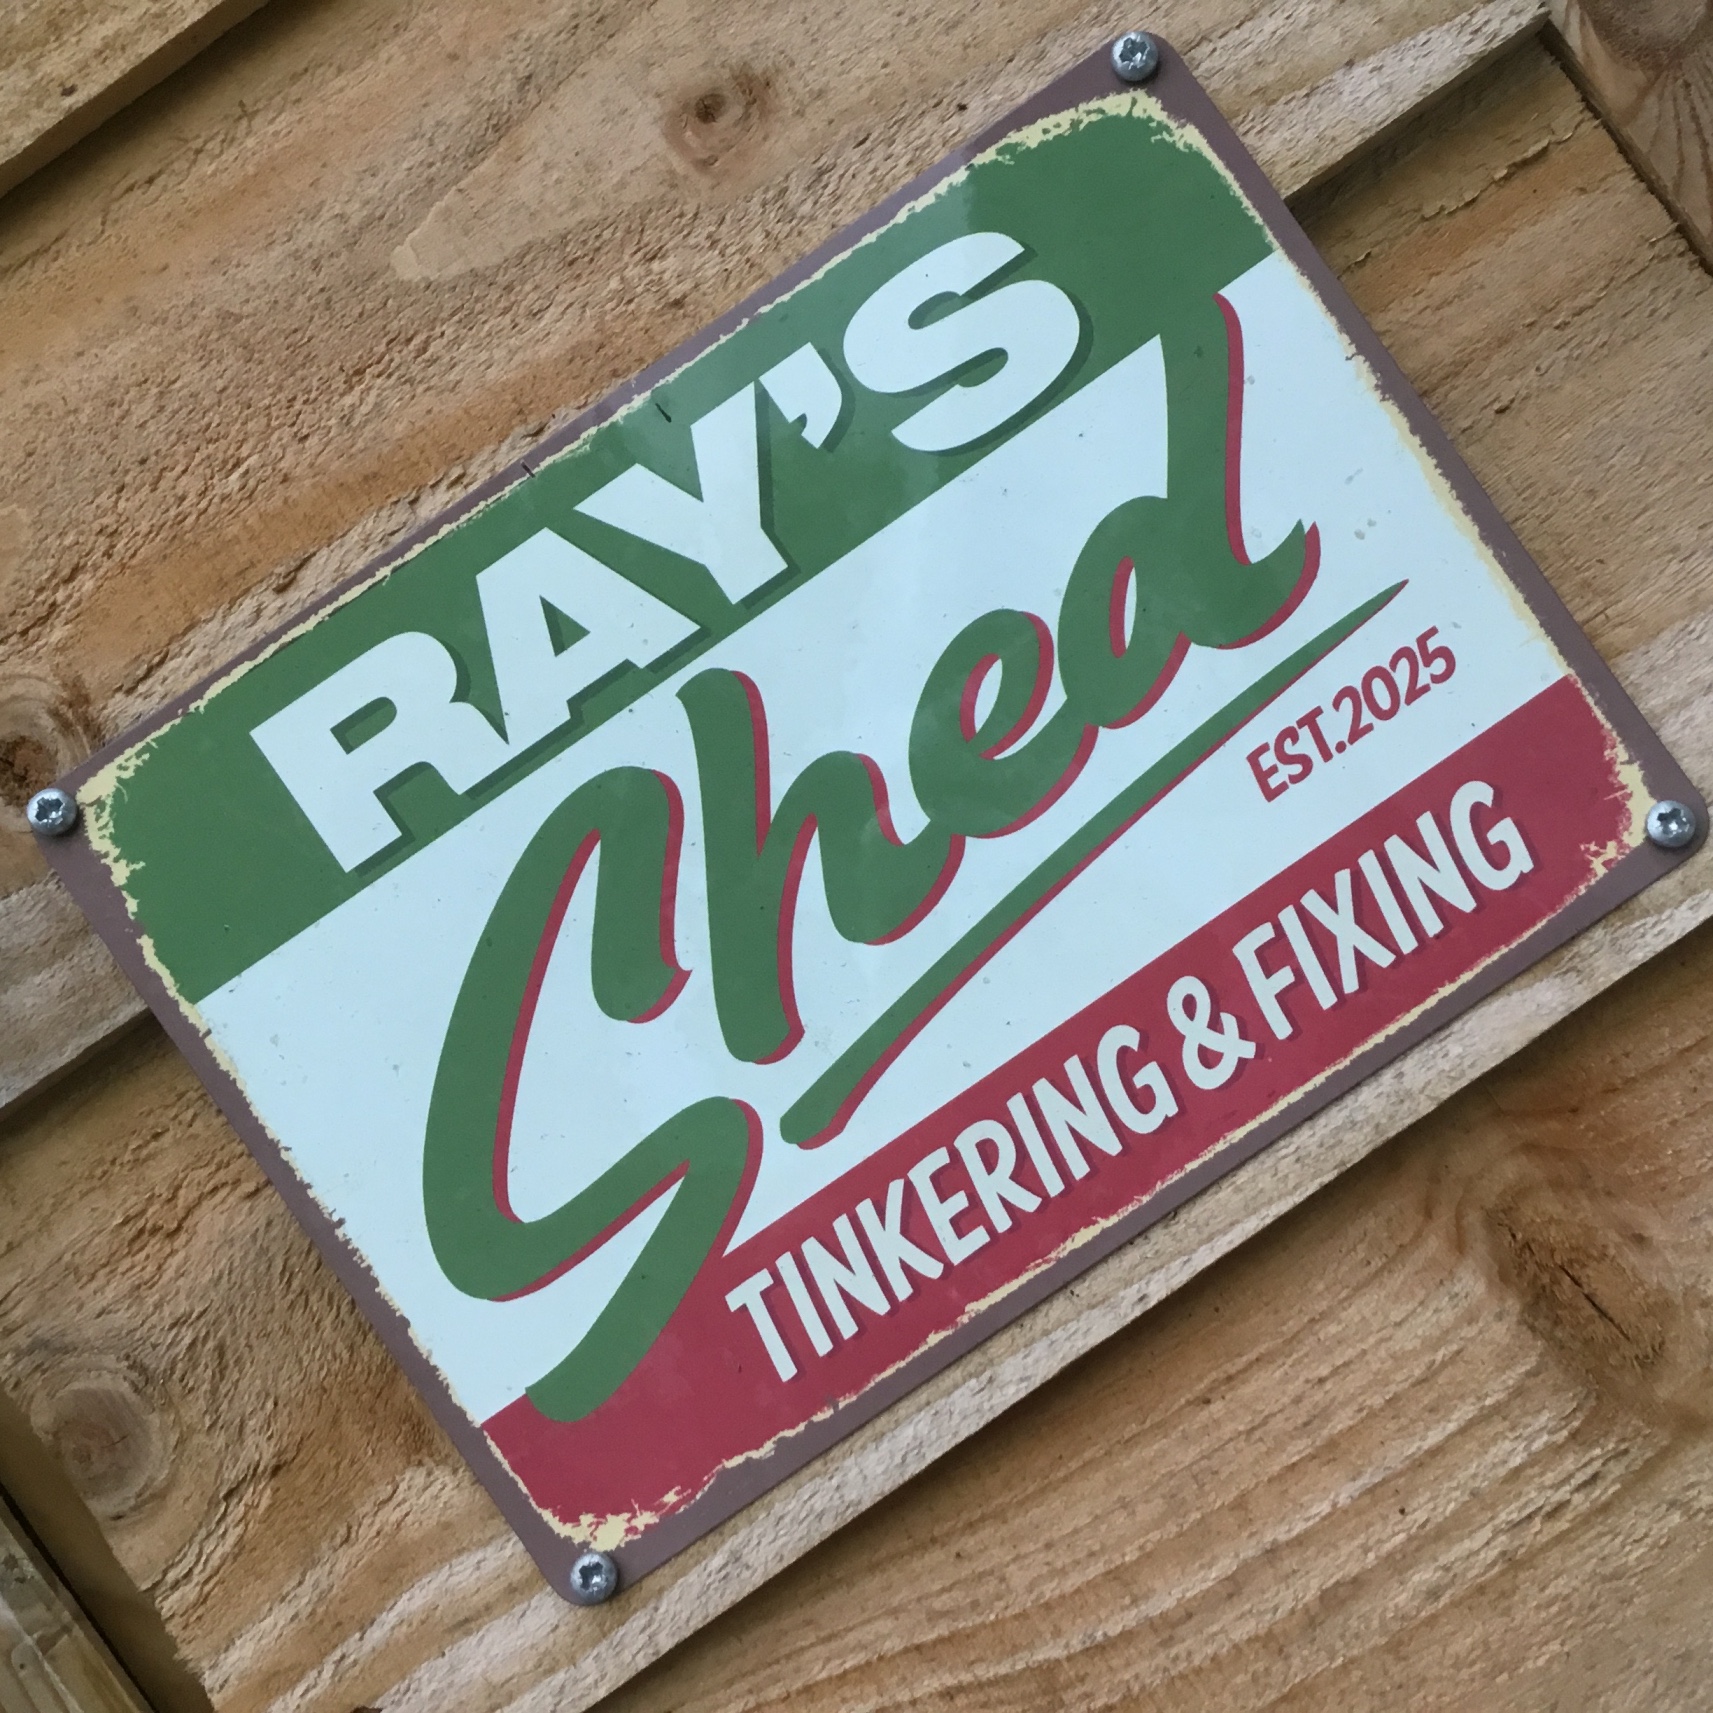 RAY'S
Shed
EST.2025
TINKERING & FIXING